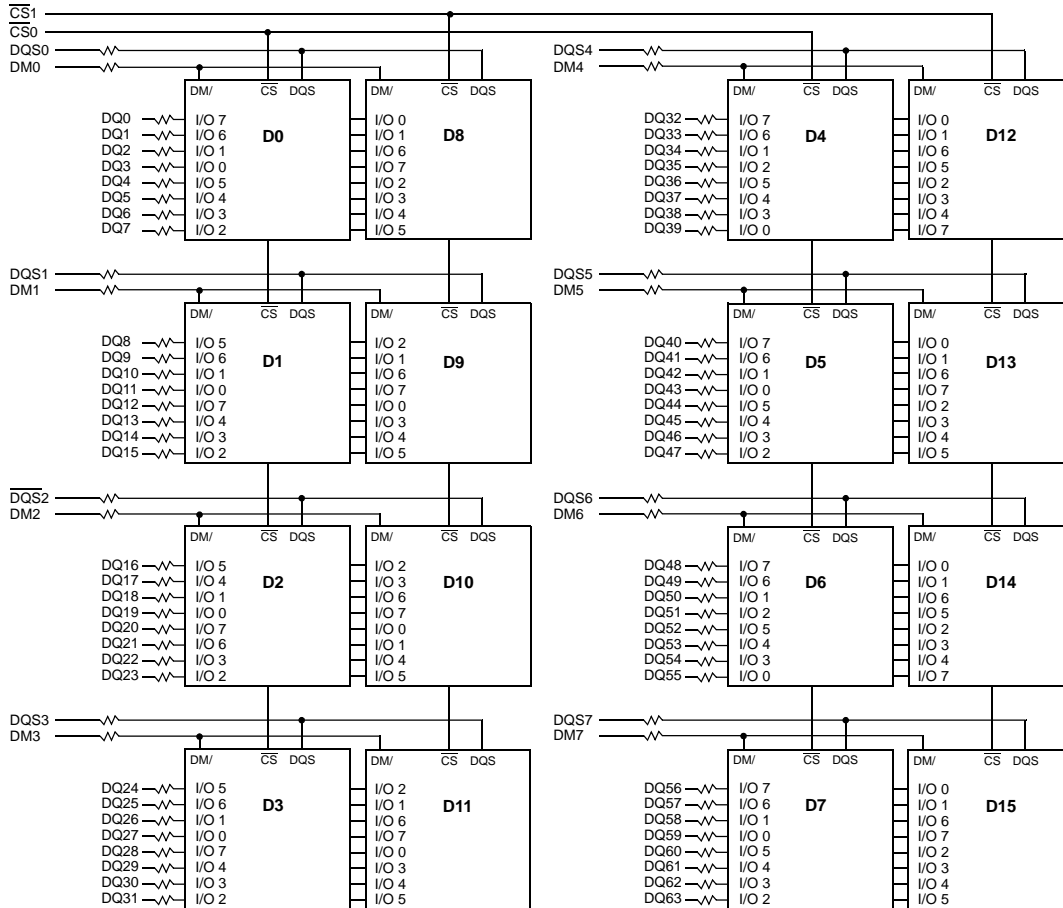 CS1
CS0
DQS0
DM0
DM/ CS DQS DM/ CS DQS
D0 D8
DQ0 I/O 7 I/O 0
DQ1 I/O 6 I/O 1
DQ2 I/O 1 I/O 6
DQ3 I/O 0 I/O 7
DQ4 I/O 5 I/O 2
DQ5 I/O 4 I/O 3
DQ6 I/O 3 I/O 4
DQ7 I/O 2 I/O 5
DQS1
DM1
DM/ CS DQS DM/ CS DQS
D1 D9
DQ8 I/O 5 I/O 2
DQ9 I/O 6 I/O 1
DQ10 I/O 1 I/O 6
DQ11 I/O 0 I/O 7
DQ12 I/O 7 I/O 0
DQ13 I/O 4 I/O 3
DQ14 I/O 3 I/O 4
DQ15 I/O 2 I/O 5
DQS2
DM2
DM/ CS DQS DM/ CS DQS
D2 D10
DQ16 I/O 5 I/O 2
DQ17 I/O 4 I/O 3
DQ18 I/O 1 I/O 6
DQ19 I/O 0 I/O 7
DQ20 I/O 7 I/O 0
DQ21 I/O 6 I/O 1
DQ22 I/O 3 I/O 4
DQ23 I/O 2 I/O 5
DQS3
DM3
DM/ CS DQS DM/ CS DQS
D3 D11
DQ24 I/O 5 I/O 2
DQ25 I/O 6 I/O 1
DQ26 I/O 1 I/O 6
DQ27 I/O 0 I/O 7
DQ28 I/O 7 I/O 0
DQ29 I/O 4 I/O 3
DQ30 I/O 3 I/O 4
DQ31 I/O 2 I/O 5
DQS4
DM4
DM/ CS DQS DM/ CS DQS
D4 D12
DQ32 I/O 7 I/O 0
DQ33 I/O 6 I/O 1
DQ34 I/O 1 I/O 6
DQ35 I/O 2 I/O 5
DQ36 I/O 5 I/O 2
DQ37 I/O 4 I/O 3
DQ38 I/O 3 I/O 4
DQ39 I/O 0 I/O 7
DQS5
DM5
DM/ CS DQS DM/ CS DQS
D5 D13
DQ40 I/O 7 I/O 0
DQ41 I/O 6 I/O 1
DQ42 I/O 1 I/O 6
DQ43 I/O 0 I/O 7
DQ44 I/O 5 I/O 2
DQ45 I/O 4 I/O 3
DQ46 I/O 3 I/O 4
DQ47 I/O 2 I/O 5
DQS6
DM6
DM/ CS DQS DM/ CS DQS
D6 D14
DQ48 I/O 7 I/O 0
DQ49 I/O 6 I/O 1
DQ50 I/O 1 I/O 6
DQ51 I/O 2 I/O 5
DQ52 I/O 5 I/O 2
DQ53 I/O 4 I/O 3
DQ54 I/O 3 I/O 4
DQ55 I/O 0 I/O 7
DQS7
DM7
DM/ CS DQS DM/ CS DQS
D7 D15
DQ56 I/O 7 I/O 0
DQ57 I/O 6 I/O 1
DQ58 I/O 1 I/O 6
DQ59 I/O 0 I/O 7
DQ60 I/O 5 I/O 2
DQ61 I/O 4 I/O 3
DQ62 I/O 3 I/O 4
DQ63 I/O 2 I/O 5